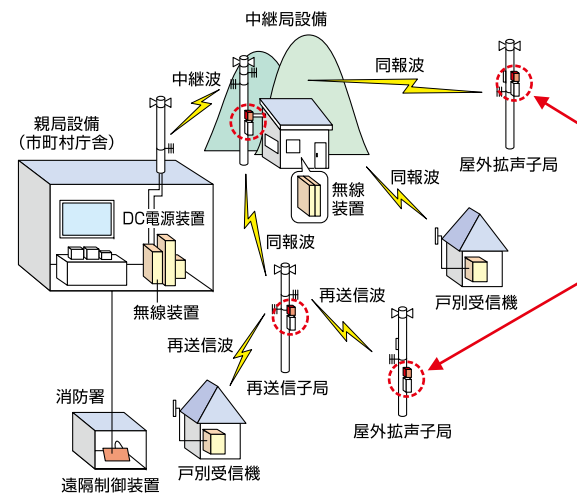 中継局設備
中継波
同報波
親局設備
(市町村庁舎)
屋外拡声子局
DC電源装置
無線
装置
同報波
同報波
無線装置
戸別受信機
再送信波
再送信波
再送信子局
消防署
屋外拡声子局
戸別受信機
遠隔制御装置